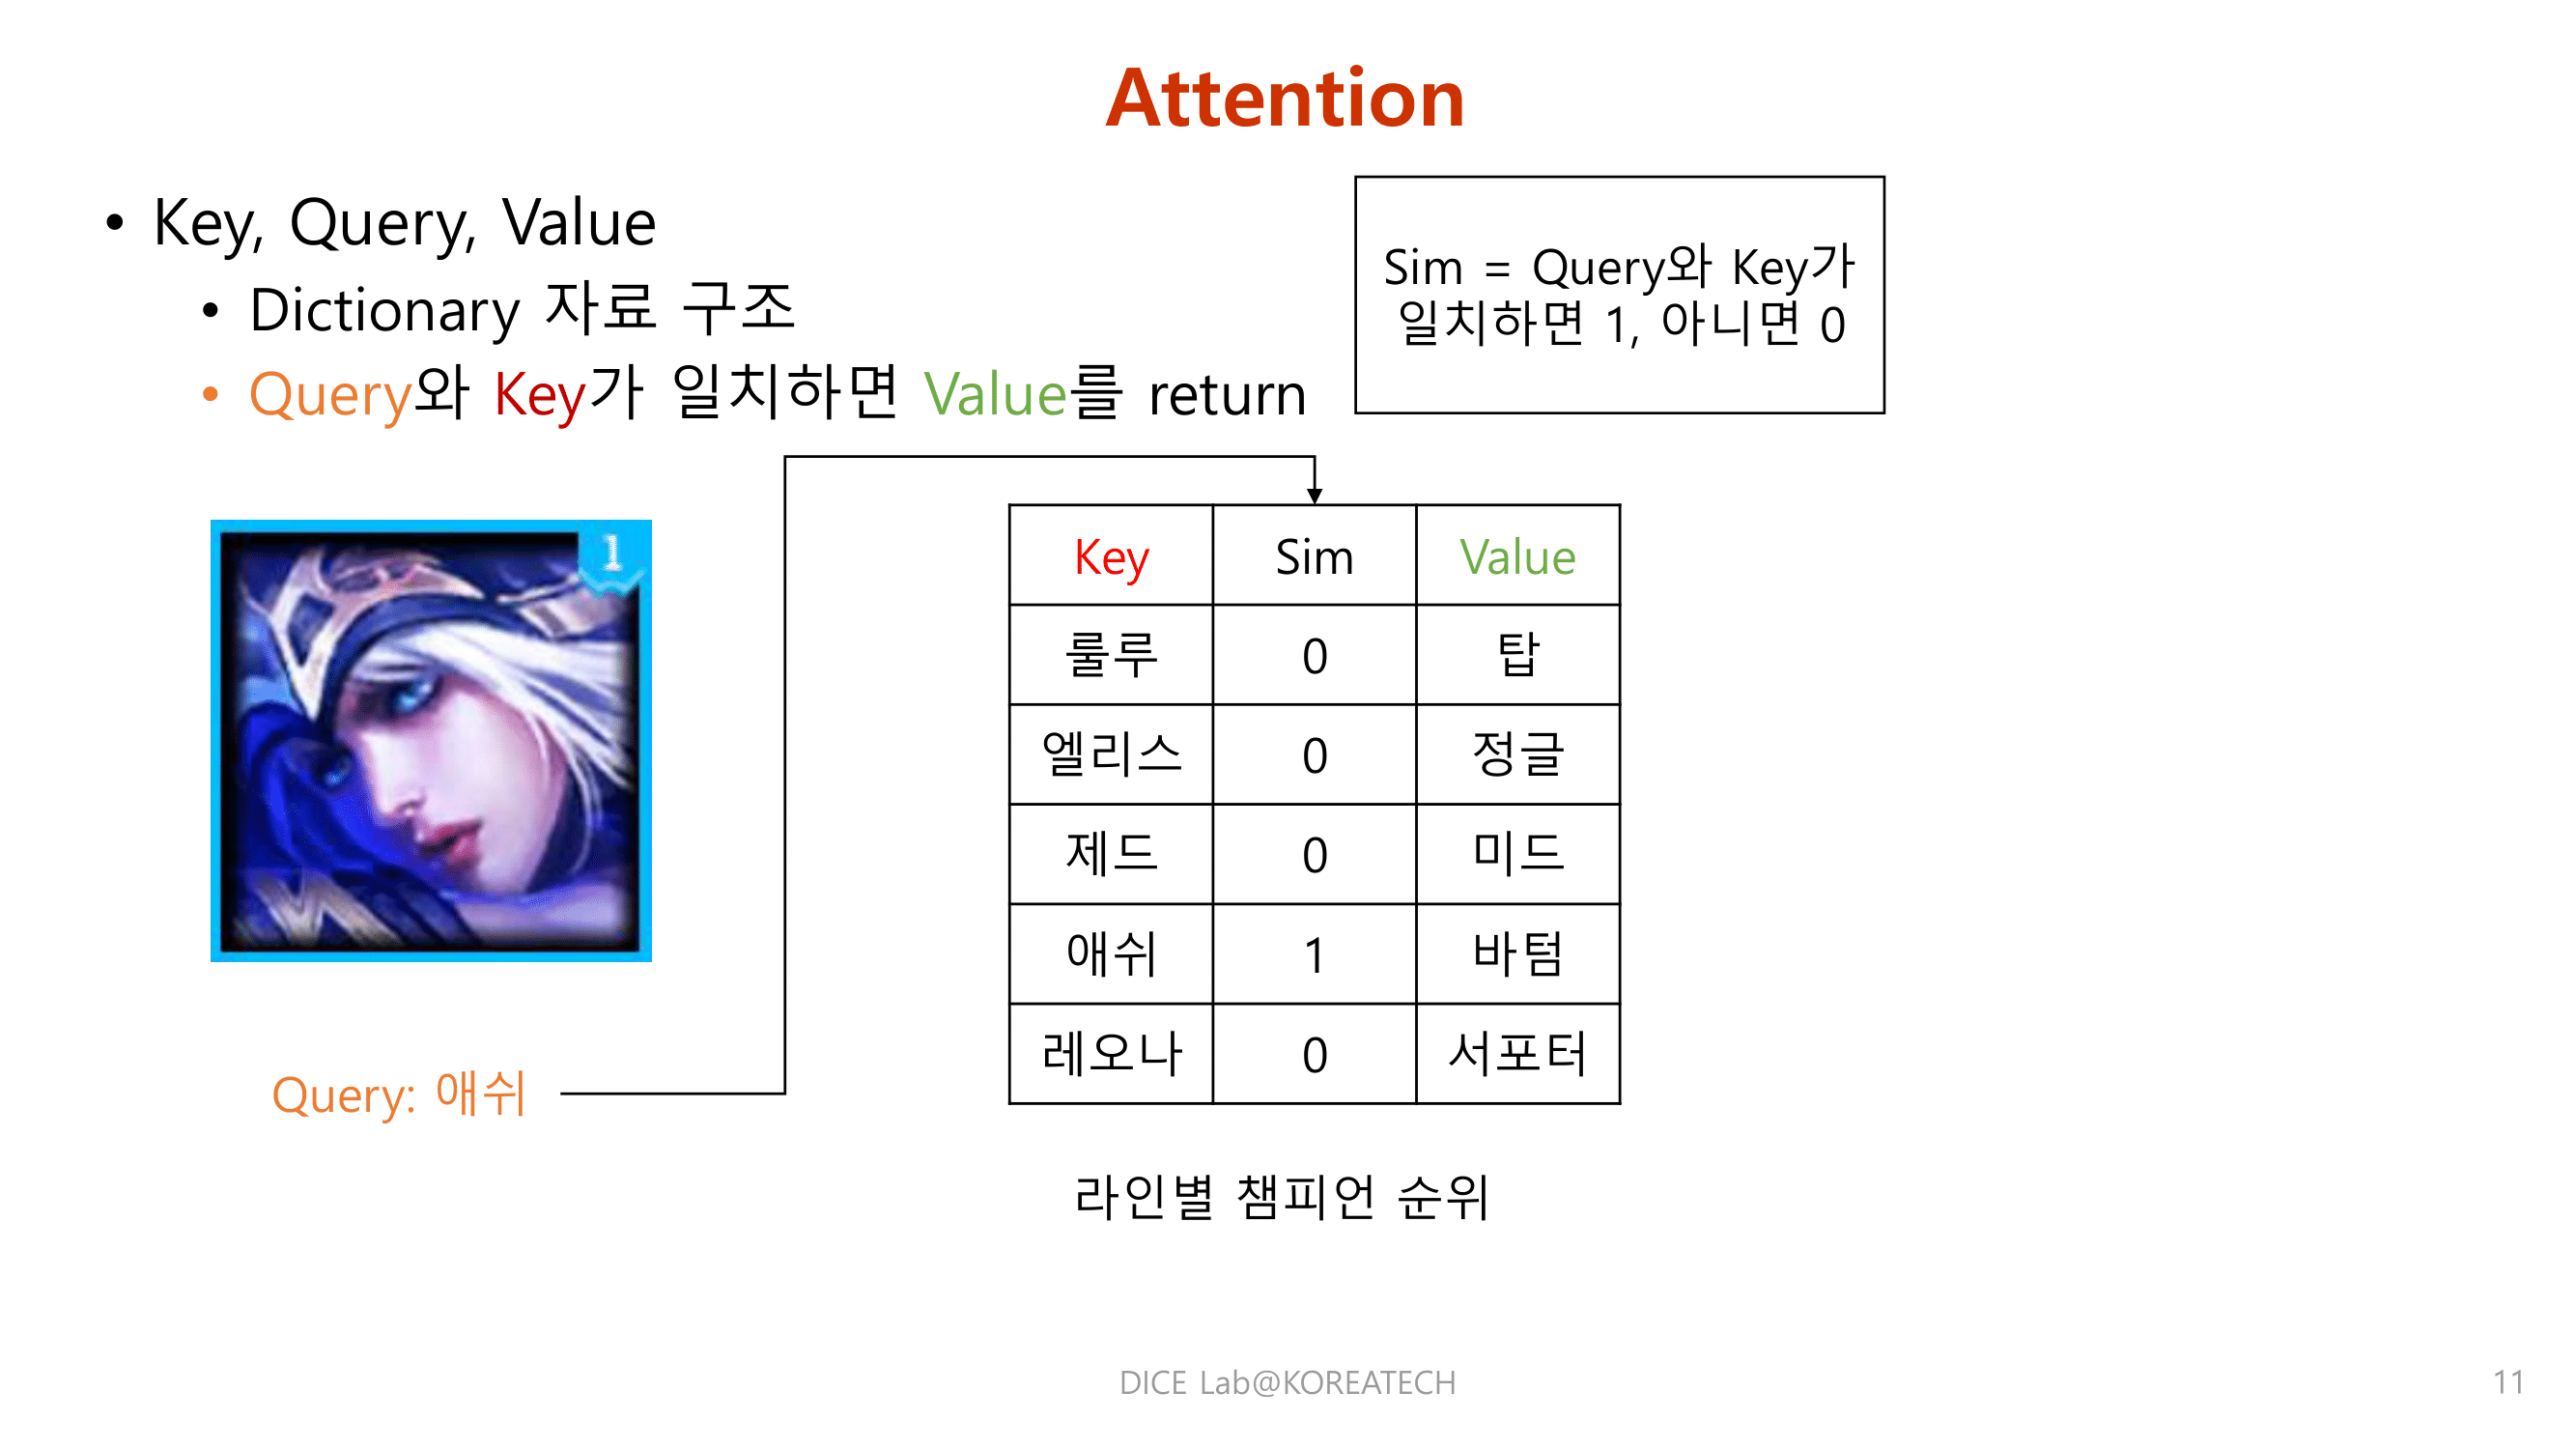 Attention
• Key, Query, Value
• Dictionary 자료 구조
• Query와 Key가 일치하면 Value를 return
Sim = Query와 Key가
일치하면 1, 아니면 0
1
Query: 애쉬
Key Sim Value
룰루 0 탑
엘리스 0 정글
제드 0 미드
애쉬 1 바텀
레오나 0 서포터
라인별 챔피언 순위
DICE Lab@KOREATECH
11